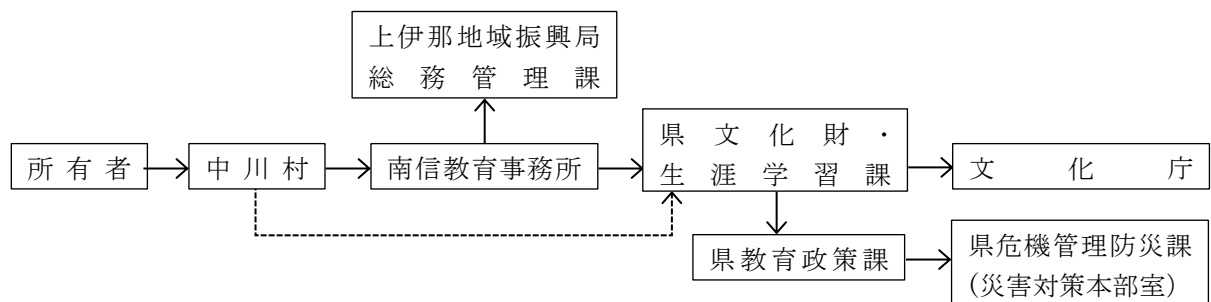 上伊那地域振興局
総務管理課
所有者
中川村
南信教育事務所
県文化財・
生涯学習課
文化庁
県教育政策課
県危機管理防災課
(災害対策本部室)